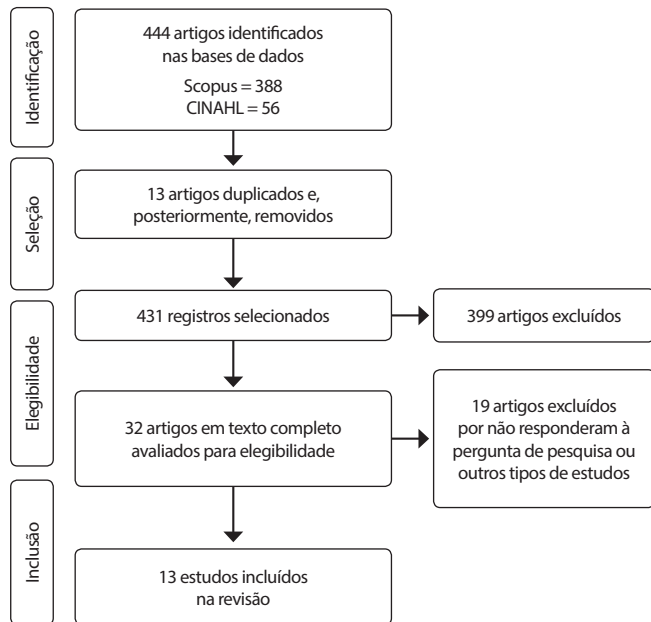 Identificação
444 artigos identificados
nas bases de dados
Scopus = 388
CINAHL = 56
Seleção
13 artigos duplicados e,
posteriormente, removidos
Elegibilidade
431 registros selecionados
399 artigos excluídos
32 artigos em texto completo
avaliados para elegibilidade
19 artigos excluídos
por não responderam à
pergunta de pesquisa ou
outros tipos de estudos
Inclusão
13 estudos incluídos
na revisão